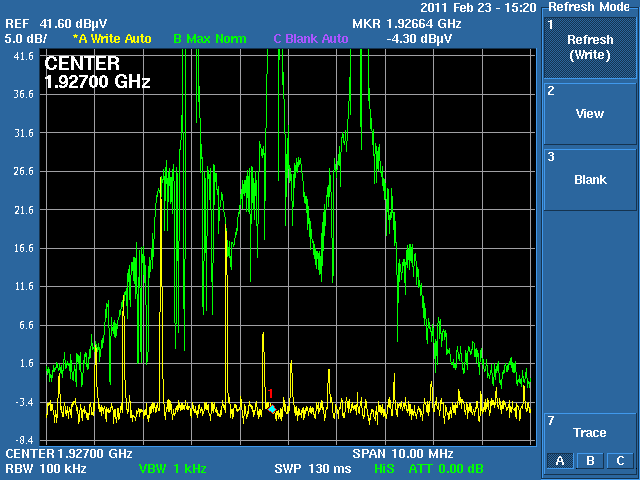 2011 Feb 23 - 15:20
Refresh Mode
REF 41.60 dBµV
MKR 1.92664 GHz
5.0 dB/ *A Write Auto B Max Norm C Blank Auto -4.30 dBµV
1
Refresh
(Write)
41.6
CENTER
1.92700 GHz
36.6
2
View
31.6
3
Blank
26.6
21.6
16.6
11.6
6.6
1.6
1
-3.4
7
Trace
-8.4
A B C
CENTER 1.92700 GHz
SPAN 10.00 MHz
RBW 100 kHz
VBW 1 kHz
SWP 130 ms
HiS ATT 0.00 dB